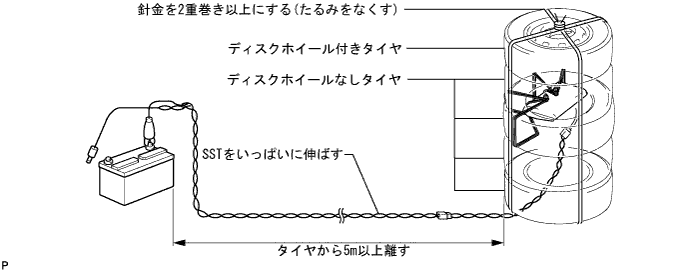 針金を2重巻き以上にする(たるみをなくす)
ディスクホイール付きタイヤ
ディスクホイールなしタイヤ
SSTをいっぱいに伸ばす
タイヤから5m以上離す
P